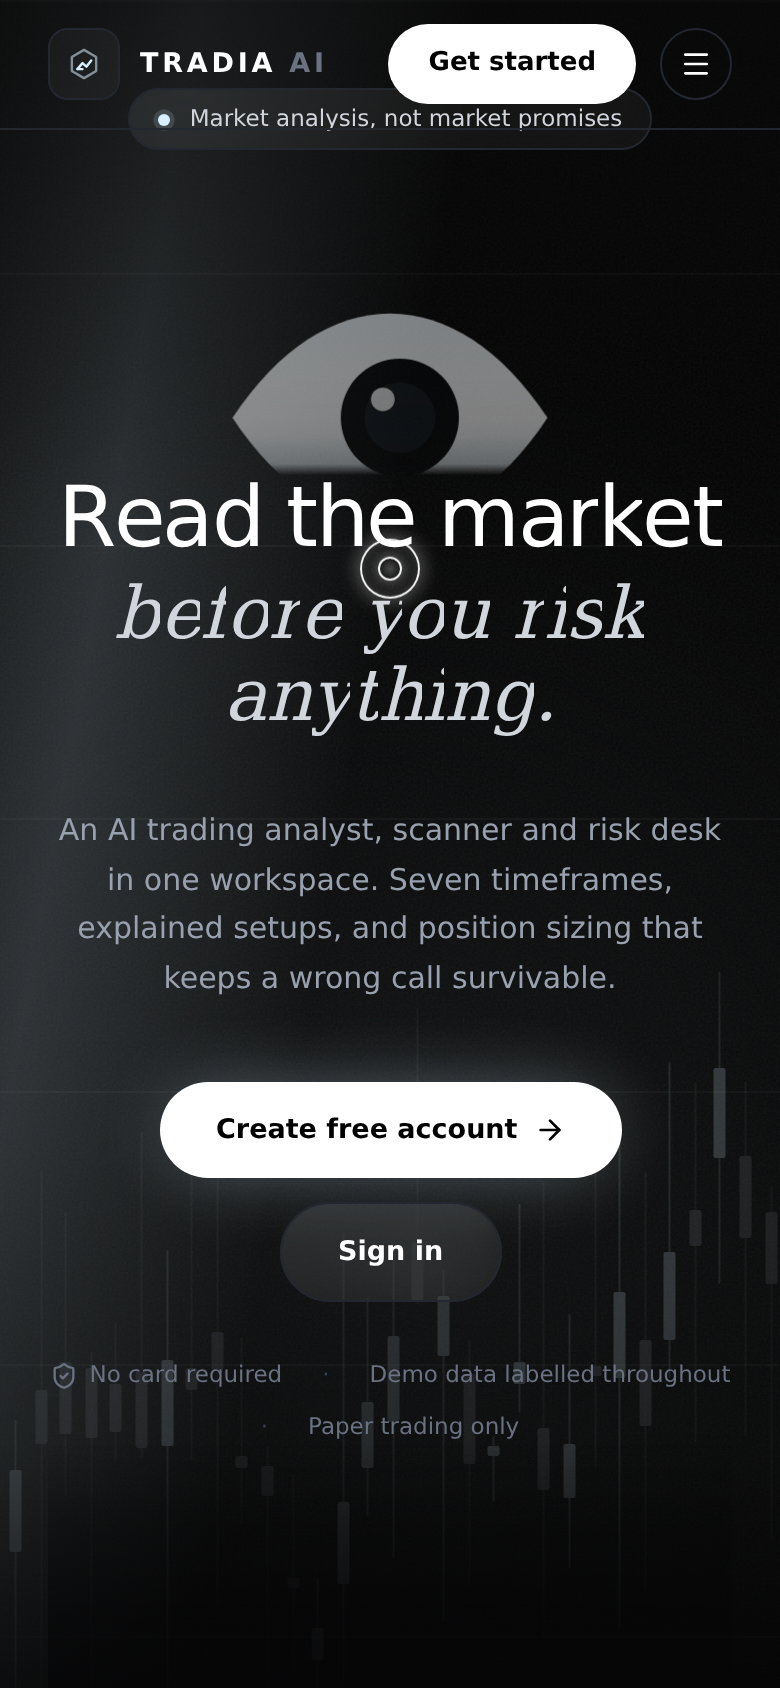 TRADIA AI
Get started
Market analysis, not market promises
Read the market
before you risk
anything.
An AI trading analyst, scanner and risk desk
in one workspace. Seven timeframes,
explained setups, and position sizing that
keeps a wrong call survivable.
Create free account →
Sign in
No card required · Demo data labelled throughout
· Paper trading only